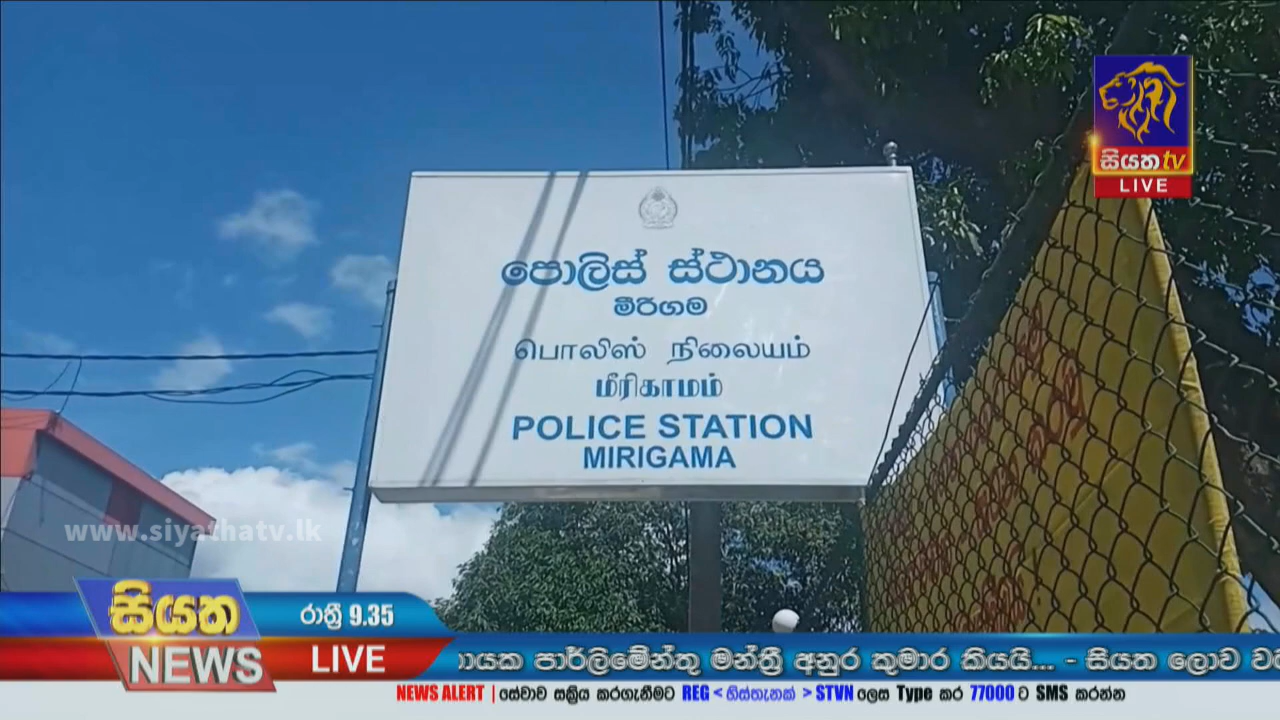 සියත tv
LIVE
පොලිස් ස්ථානය
මීරිගම
பொலிஸ் நிலையம்
மீரிகாமம்
POLICE STATION
MIRIGAMA
www.siyathatv.lk
සියත
NEWS
රාත්‍රී 9.35
LIVE
පාර්ලිමේන්තු මන්ත්‍රී අනුර කුමාර කියයි... - සියත ලොව
NEWS ALERT | සේවාව සක්‍රිය කරගැනීමට REG < හිස්තැනක් > STVN ලෙස Type කර 77000 ට SMS කරන්න